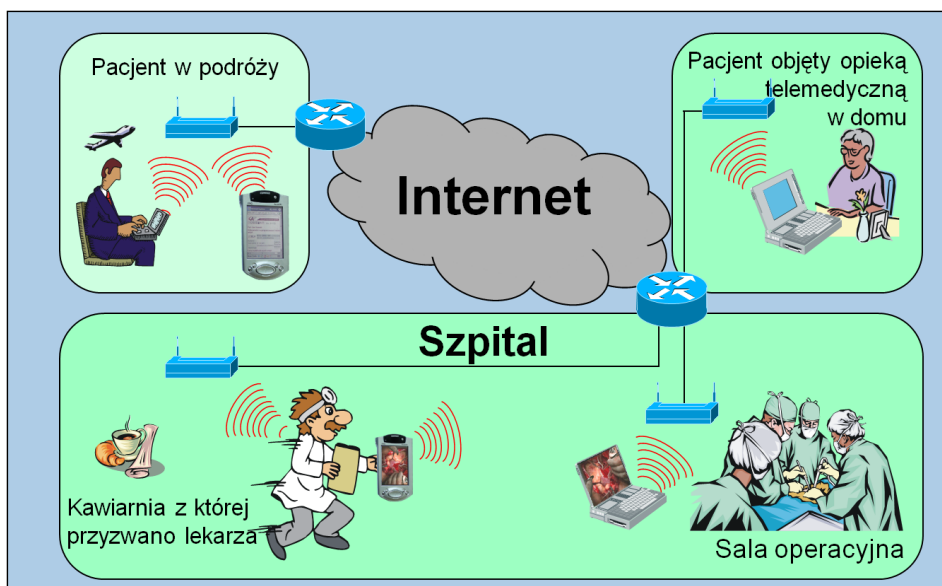 Pacjent w podróży
Pacjent objęty opieką
telemedyczną
w domu
Internet
Szpital
Kawiarnia z której
przyzwano lekarza
Sala operacyjna